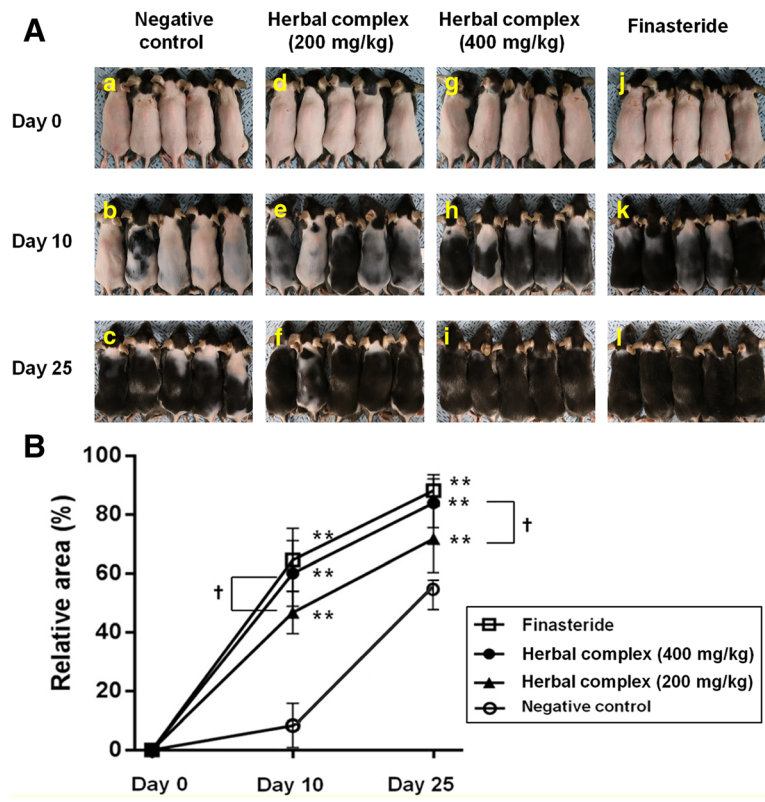 A
Negative
control
Herbal complex
(200 mg/kg)
Herbal complex
(400 mg/kg)
Finasteride
Day 0
a
d
g
j
Day 10
b
e
h
k
Day 25
c
f
i
l
B
Relative area (%)
100
80
60
40
20
0
**
**
**
†
**
**
**
†
Day 0
Day 10
Day 25
Finasteride
Herbal complex (400 mg/kg)
Herbal complex (200 mg/kg)
Negative control